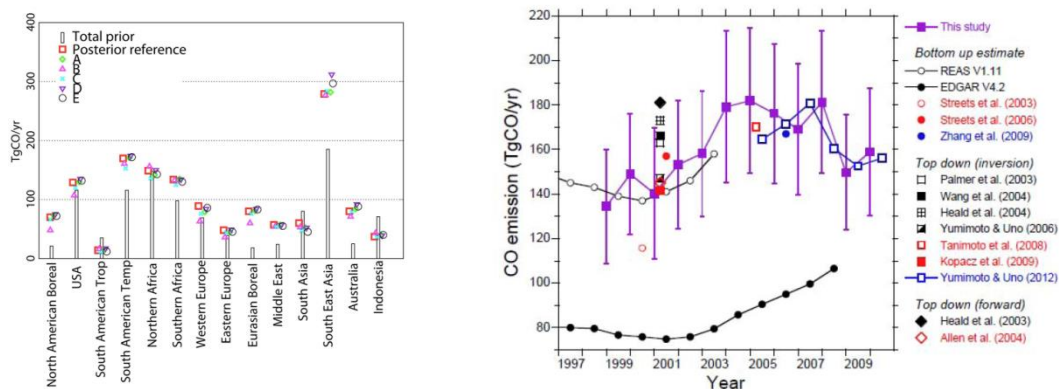 400
300
200
100
0
TgCO/yr
Total prior
Posterior reference
A
B
C
D
E
North American Boreal
USA
South American Trop
South American Temp
Northern Africa
Southern Africa
Western Europe
Eastern Europe
Eurasian Boreal
Middle East
South Asia
South East Asia
Australia
Indonesia
220
200
180
160
140
120
100
80
CO emission (TgCO/yr)
1997 1999 2001 2003 2005 2007 2009
Year
This study
Bottom up estimate
REAS V1.11
EDGAR V4.2
Streets et al. (2003)
Streets et al. (2006)
Zhang et al. (2009)
Top down (inversion)
Palmer et al. (2003)
Wang et al. (2004)
Heald et al. (2004)
Yumimoto & Uno (2006)
Tanimoto et al. (2008)
Kopacz et al. (2009)
Yumimoto & Uno (2012)
Top down (forward)
Heald et al. (2003)
Allen et al. (2004)